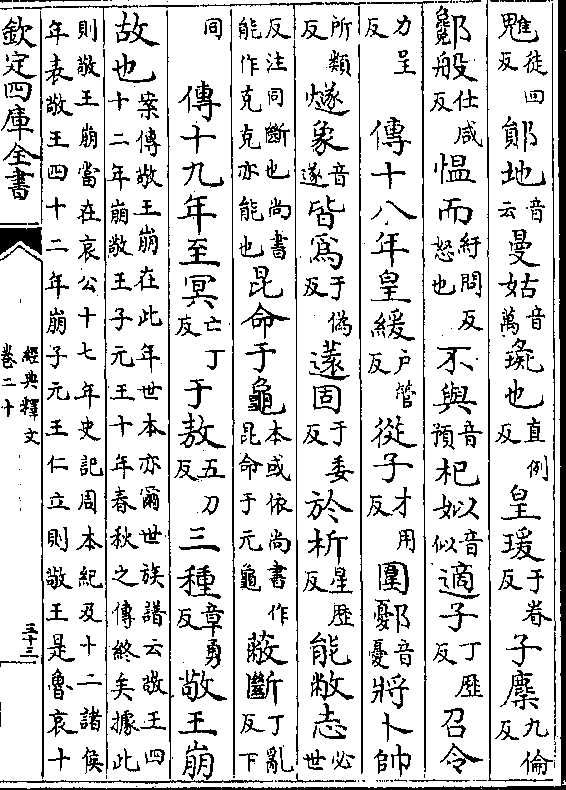 魋徒回反鄖地音云曼姑音萬璏也直例反皇瑗于眷反子麇九倫反
酁般仕咸反愠而紆問反怒也不與音預杞姒音似適子丁歷反召令
力呈反 傳十八年皇緩戶管反從子才用反圍鄾音憂將卜帥
所類反燧象音遂皆爲于偽反薳固于委反於析星歷反能敝志必世
反注同斷也尚書能作克克亦能也昆命于龜本或依尚書作昆命于元龜蔽斷丁亂反下
同 傳十九年至冥亡丁反于敖五刀反三種章勇反敬王崩
故也案傳敬王崩在此年世本亦爾世族譜云敬王四十二年崩敬王子元王十年春秋之傳終矣據此
則敬王崩當在哀公十七年史記周本紀及十二諸侯年表敬王四十二年崩子元王仁立則敬王是魯哀十
欽定四庫全書
經典釋文
卷二十
三十三